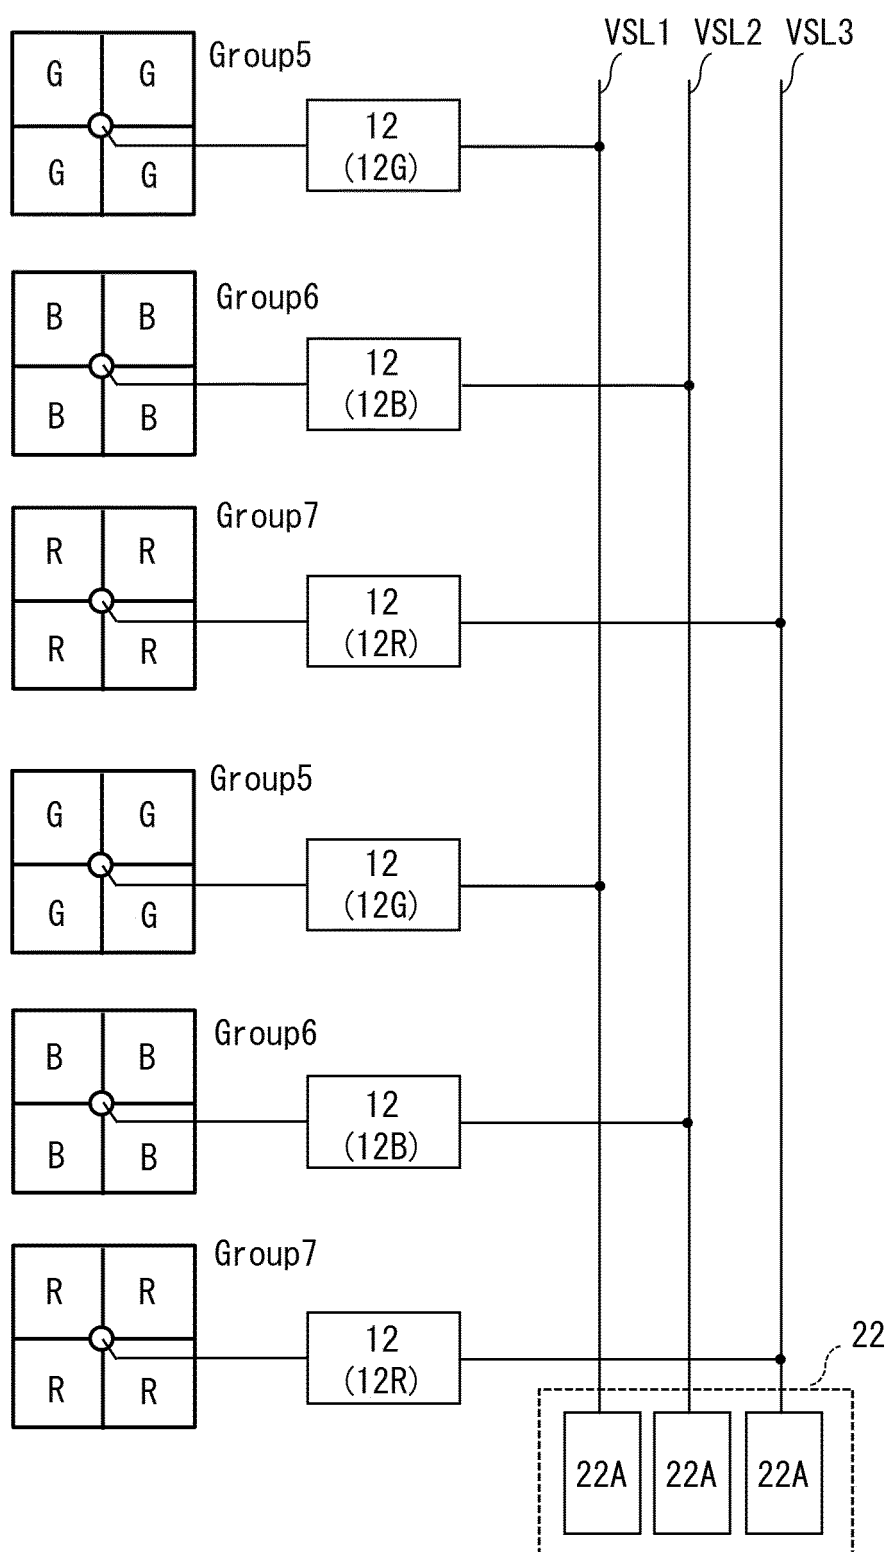 VSL1 VSL2 VSL3
G G Group5
12
(12G)
G G
B B Group6
12
(12B)
B B
R R Group7
12
(12R)
R R
G G Group5
12
(12G)
G G
B B Group6
12
(12B)
B B
R R Group7
12
(12R)
R R
22
22A 22A 22A